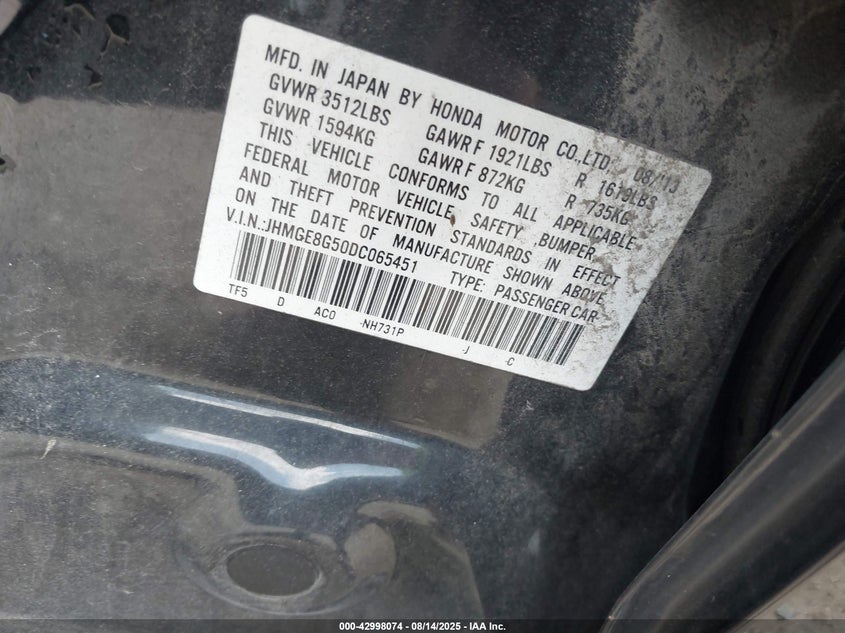 MFD. IN JAPAN BY HONDA MOTOR CO.,LTD. 08/13
GVWR 3512LBS GAWR F 1921LBS R 1619LBS
GVWR 1594KG GAWR F 872KG R 735KG
THIS VEHICLE CONFORMS TO ALL APPLICABLE
FEDERAL MOTOR VEHICLE SAFETY, BUMPER,
AND THEFT PREVENTION STANDARDS IN EFFECT
ON THE DATE OF MANUFACTURE SHOWN ABOVE.
V.I.N.:JHMGE8G50DC065451 TYPE: PASSENGER CAR
TF5 D AC0 -NH731P -J -C
000-42998074 - 08/14/2025 - IAA Inc.